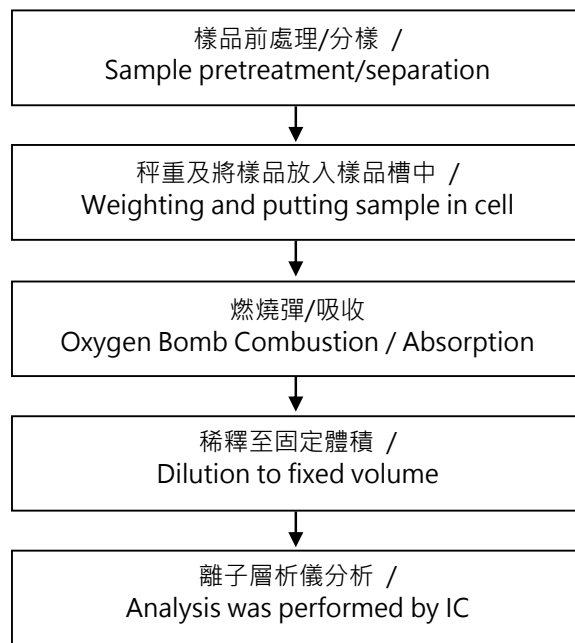 樣品前處理/分樣 /
Sample pretreatment/separation
秤重及將樣品放入樣品槽中 /
Weighting and putting sample in cell
燃燒彈/吸收
Oxygen Bomb Combustion / Absorption
稀釋至固定體積 /
Dilution to fixed volume
離子層析儀分析 /
Analysis was performed by IC